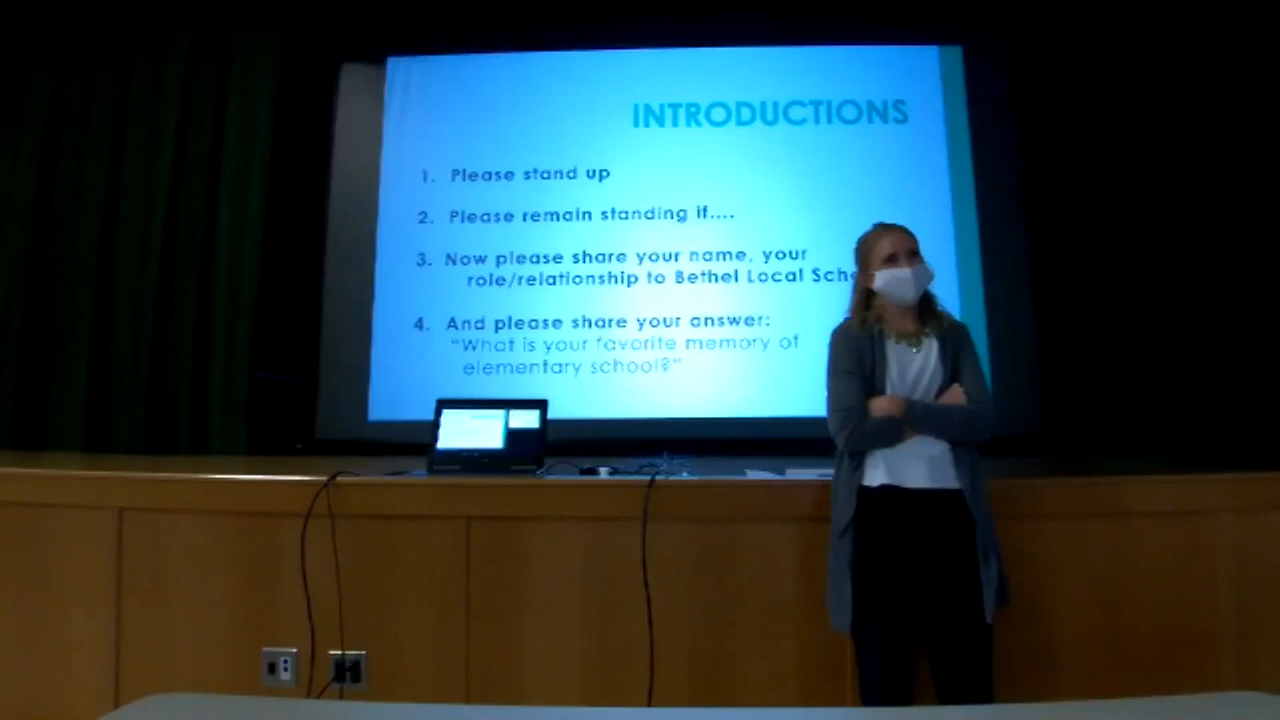 INTRODUCTIONS
1. Please stand up
2. Please remain standing if....
3. Now please share your name, your
role/relationship to Bethel Local
4. And please share your answer:
"What is your favorite memory of
elementary school?"